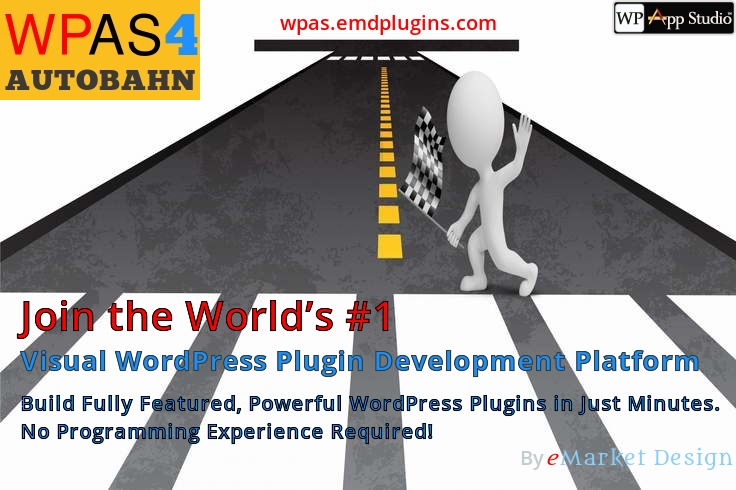 WPAS4
AUTOBAHN
wpas.emdplugins.com
WP App Studio
Join the World’s #1
Visual WordPress Plugin Development Platform
Build Fully Featured, Powerful WordPress Plugins in Just Minutes.
No Programming Experience Required!
By eMarket Design